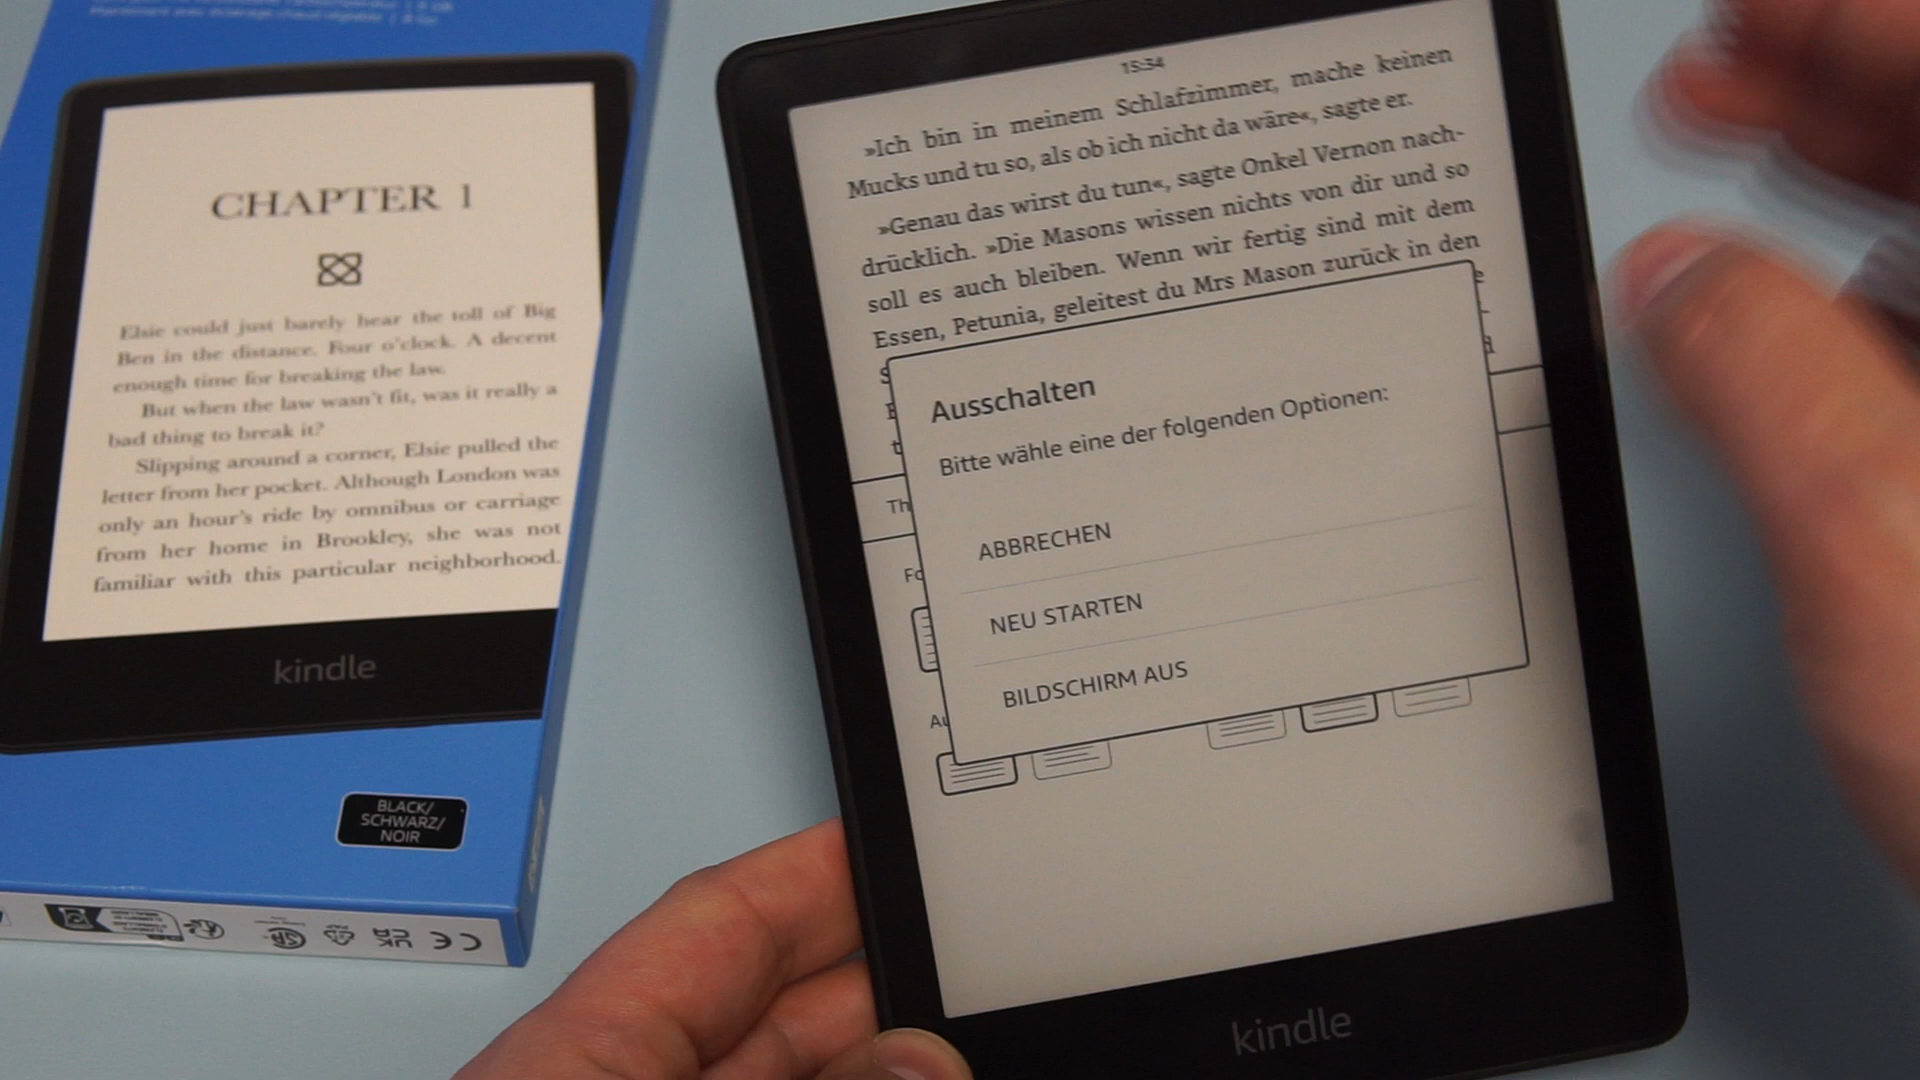 CHAPTER 1
Elsie could just barely hear the toll of Big
Ben in the distance. Four o'clock. A decent
enough time for breaking the law.
But when the law wasn't fit, was it really a
bad thing to break it?
Slipping around a corner, Elsie pulled the
letter from her pocket. Although London was
only an hour's ride by omnibus or carriage
from her home in Brookley, she was not
familiar with this particular neighborhood.
kindle
BLACK/
SCHWARZ/
NOIR
CE
15:34
»Ich bin in meinem Schlafzimmer, mache keinen
Mucks und tu so, als ob ich nicht da wäre«, sagte er.
»Genau das wirst du tun«, sagte Onkel Vernon nach-
drücklich. »Die Masons wissen nichts von dir und so
soll es auch bleiben. Wenn wir fertig sind mit dem
Essen, Petunia, geleitest du Mrs Mason zurück in den
Ausschalten
Bitte wähle eine der folgenden Optionen:
ABBRECHEN
NEU STARTEN
BILDSCHIRM AUS
Th
Fo
Au
kindle